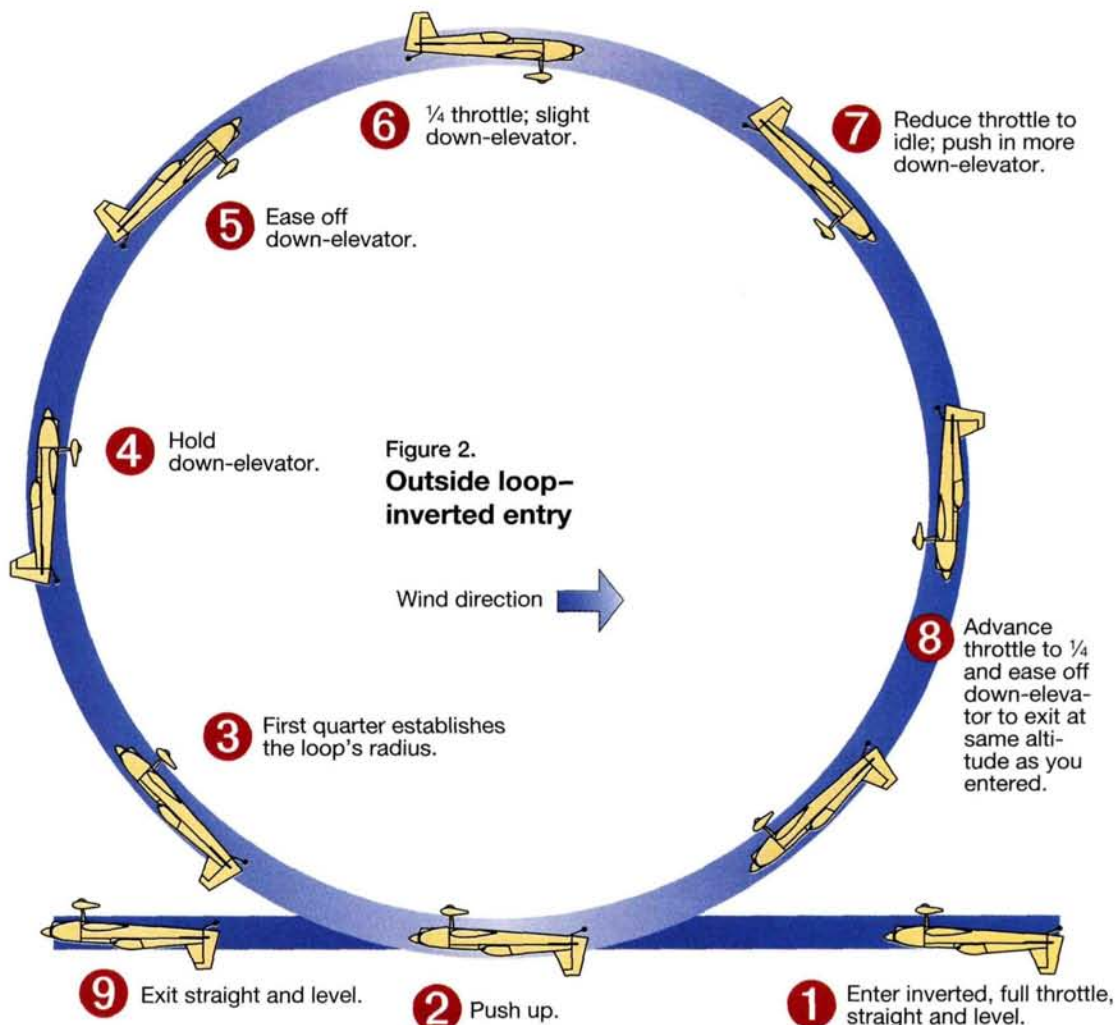 6
¼ throttle; slight
down-elevator.
7
Reduce throttle to
idle; push in more
down-elevator.
5
Ease off
down-elevator.
4
Hold
down-elevator.
Figure 2.
Outside loop–
inverted entry
Wind direction
8
Advance
throttle to ¼
and ease off
down-eleva-
tor to exit at
same alti-
tude as you
entered.
3
First quarter establishes
the loop's radius.
9
Exit straight and level.
2
Push up.
1
Enter inverted, full throttle,
straight and level.